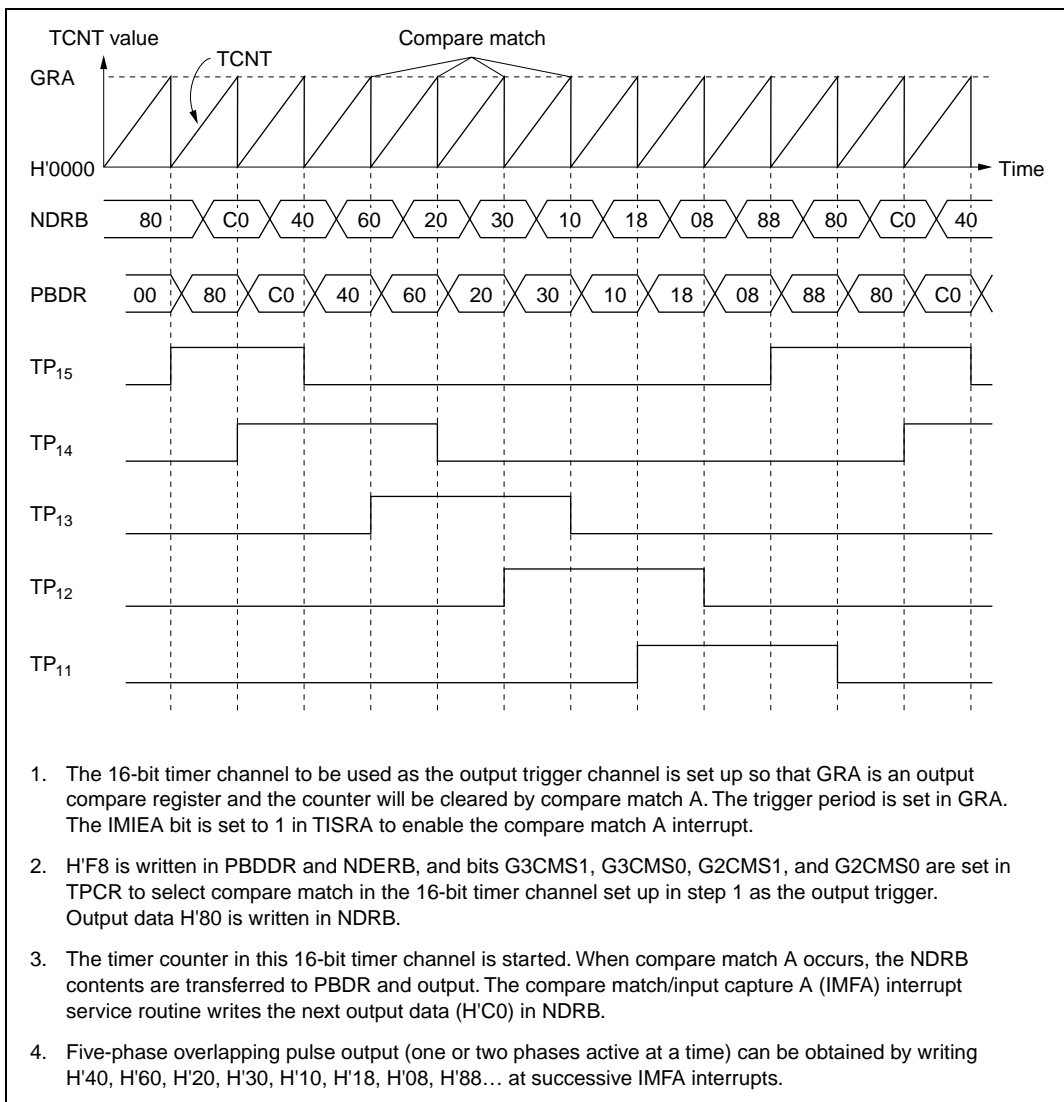 TCNT value
Compare match
TCNT
GRA
H'0000
Time
NDRB 80 C0 40 60 20 30 10 18 08 88 80 C0 40
PBDR 00 80 C0 40 60 20 30 10 18 08 88 80 C0
TP15
TP14
TP13
TP12
TP11
1. The 16-bit timer channel to be used as the output trigger channel is set up so that GRA is an output
compare register and the counter will be cleared by compare match A. The trigger period is set in GRA.
The IMIEA bit is set to 1 in TISRA to enable the compare match A interrupt.
2. H'F8 is written in PBDDR and NDERB, and bits G3CMS1, G3CMS0, G2CMS1, and G2CMS0 are set in
TPCR to select compare match in the 16-bit timer channel set up in step 1 as the output trigger.
Output data H'80 is written in NDRB.
3. The timer counter in this 16-bit timer channel is started. When compare match A occurs, the NDRB
contents are transferred to PBDR and output. The compare match/input capture A (IMFA) interrupt
service routine writes the next output data (H'C0) in NDRB.
4. Five-phase overlapping pulse output (one or two phases active at a time) can be obtained by writing
H'40, H'60, H'20, H'30, H'10, H'18, H'08, H'88… at successive IMFA interrupts.